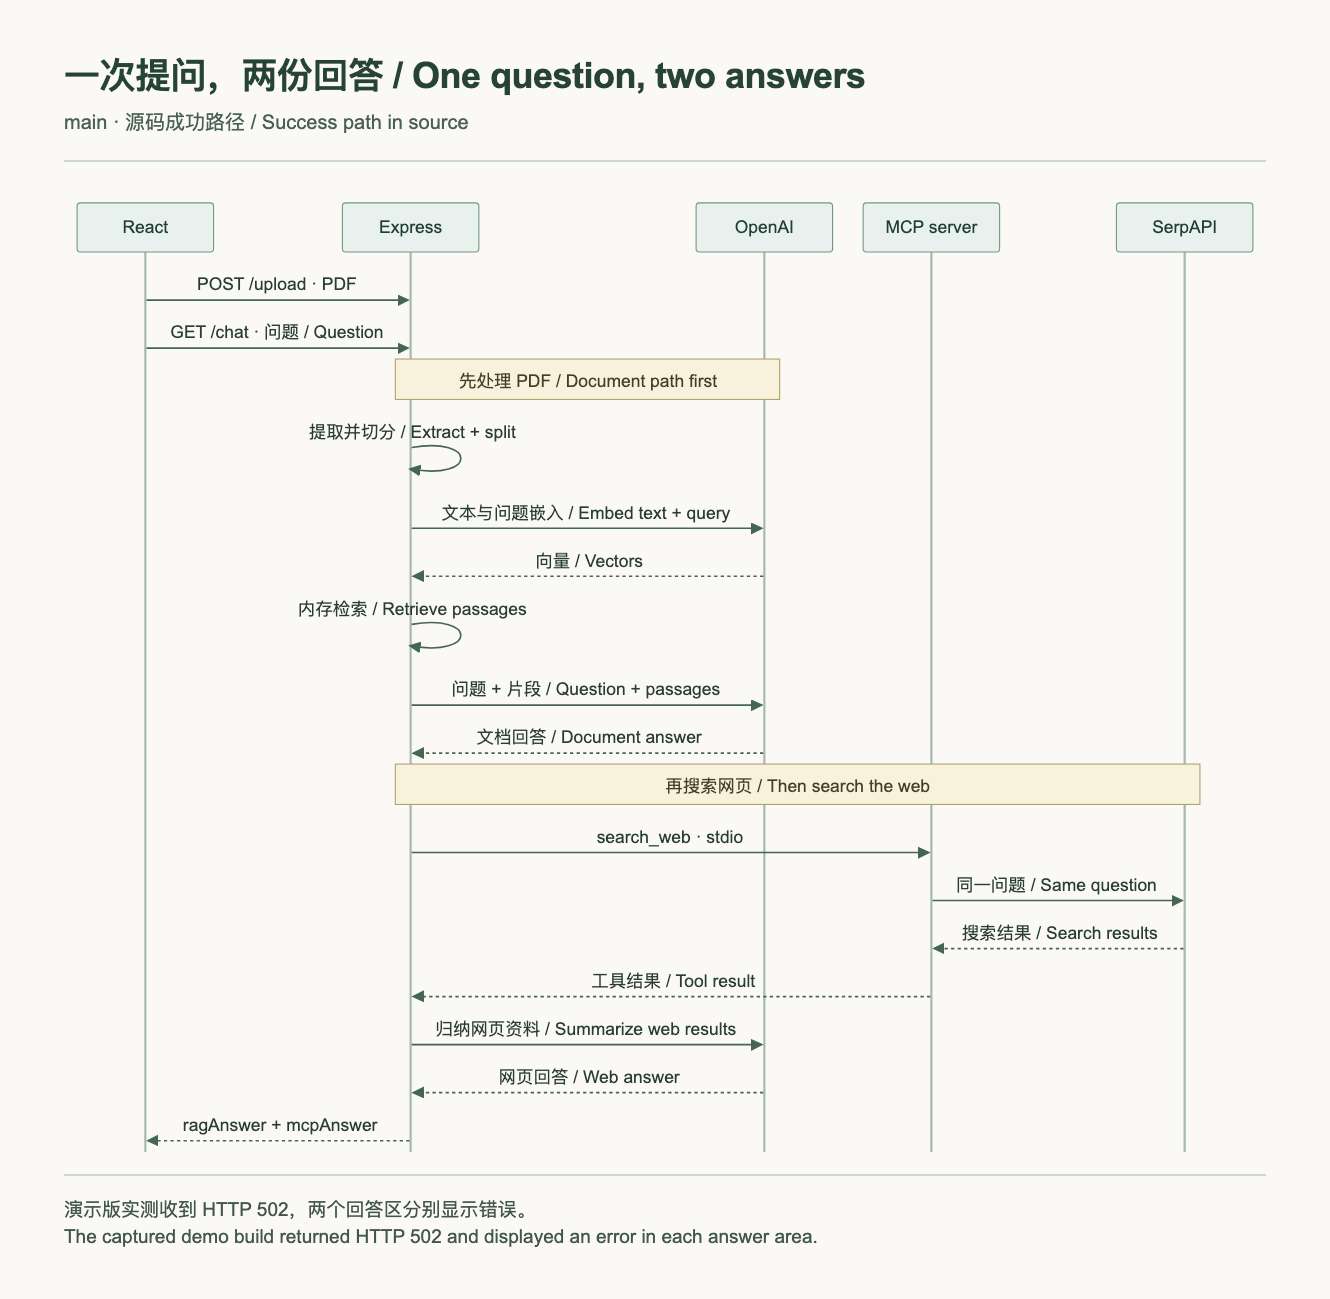 一次提问，两份回答 / One question, two answers
main · 源码成功路径 / Success path in source
React
Express
OpenAI
MCP server
SerpAPI
POST /upload · PDF
GET /chat · 问题 / Question
先处理 PDF / Document path first
提取并切分 / Extract + split
文本与问题嵌入 / Embed text + query
向量 / Vectors
内存检索 / Retrieve passages
问题 + 片段 / Question + passages
文档回答 / Document answer
再搜索网页 / Then search the web
search_web · stdio
同一问题 / Same question
搜索结果 / Search results
工具结果 / Tool result
归纳网页资料 / Summarize web results
网页回答 / Web answer
ragAnswer + mcpAnswer
演示版实测收到 HTTP 502，两个回答区分别显示错误。
The captured demo build returned HTTP 502 and displayed an error in each answer area.